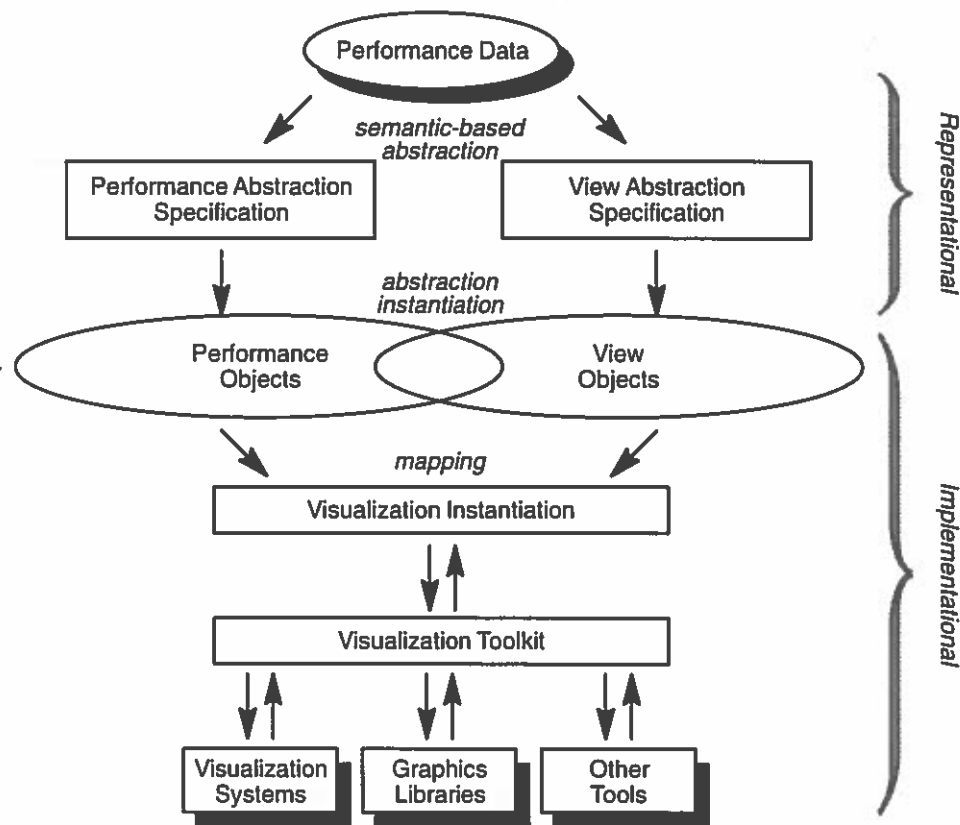 Performance Data
semantic-based
abstraction
Performance Abstraction
Specification
View Abstraction
Specification
Representational
abstraction
instantiation
Performance
Objects
View
Objects
mapping
Visualization Instantiation
Implementational
Visualization Toolkit
Visualization
Systems
Graphics
Libraries
Other
Tools